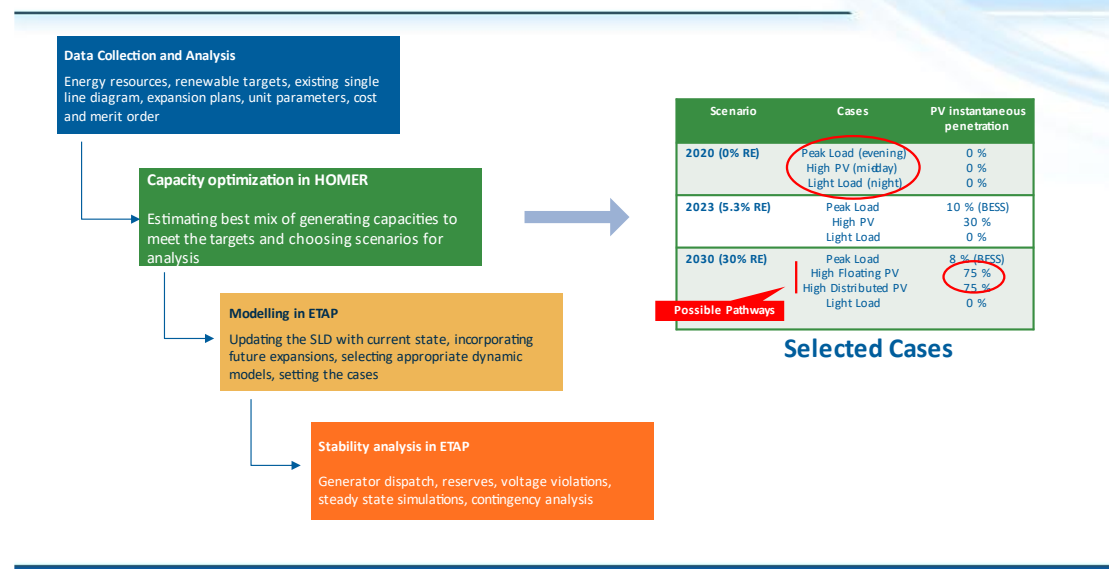 Data Collection and Analysis
Energy resources, renewable targets, existing single
line diagram, expansion plans, unit parameters, cost
and merit order
Capacity optimization in HOMER
Estimating best mix of generating capacities to
meet the targets and choosing scenarios for
analysis
Modelling in ETAP
Updating the SLD with current state, incorporating
future expansions, selecting appropriate dynamic
models, setting the cases
Stability analysis in ETAP
Generator dispatch, reserves, voltage violations,
steady state simulations, contingency analysis
Scenario Cases PV instantaneous
penetration
2020 (0% RE) Peak Load (evening) 0 %
High PV (midday) 0 %
Light Load (night) 0 %
2023 (5.3% RE) Peak Load 10 % (BESS)
High PV 30 %
Light Load 0 %
2030 (30% RE) Peak Load 8 % (BESS)
High Floating PV 75 %
High Distributed PV 75 %
Light Load 0 %
Possible Pathways
Selected Cases